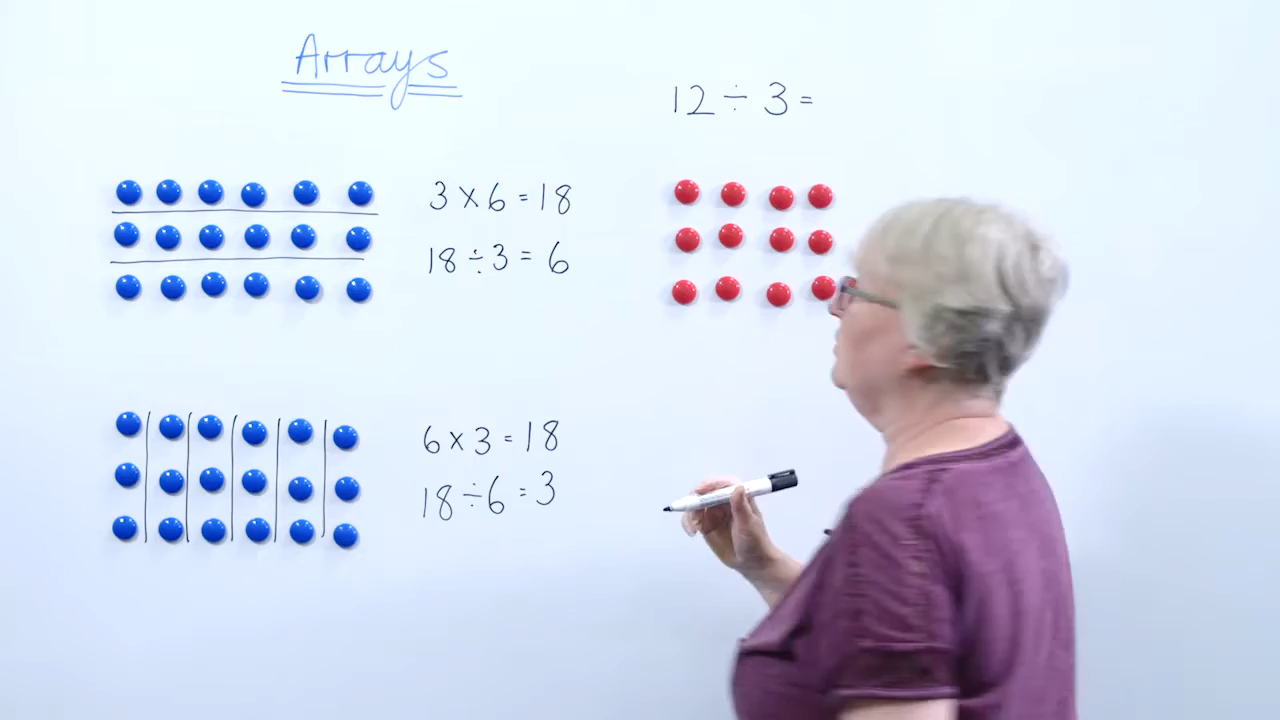 Arrays
3 × 6 = 18
18 ÷ 3 = 6
6 × 3 = 18
18 ÷ 6 = 3
12 ÷ 3 =